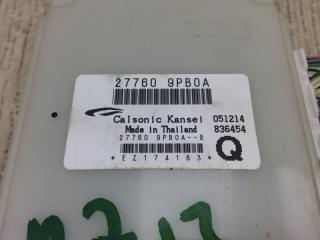 27760 9PB0A
Calsonic Kansei 051214
Made in Thailand 836454
27760 9PB0A--B
*EZ174183*
Q